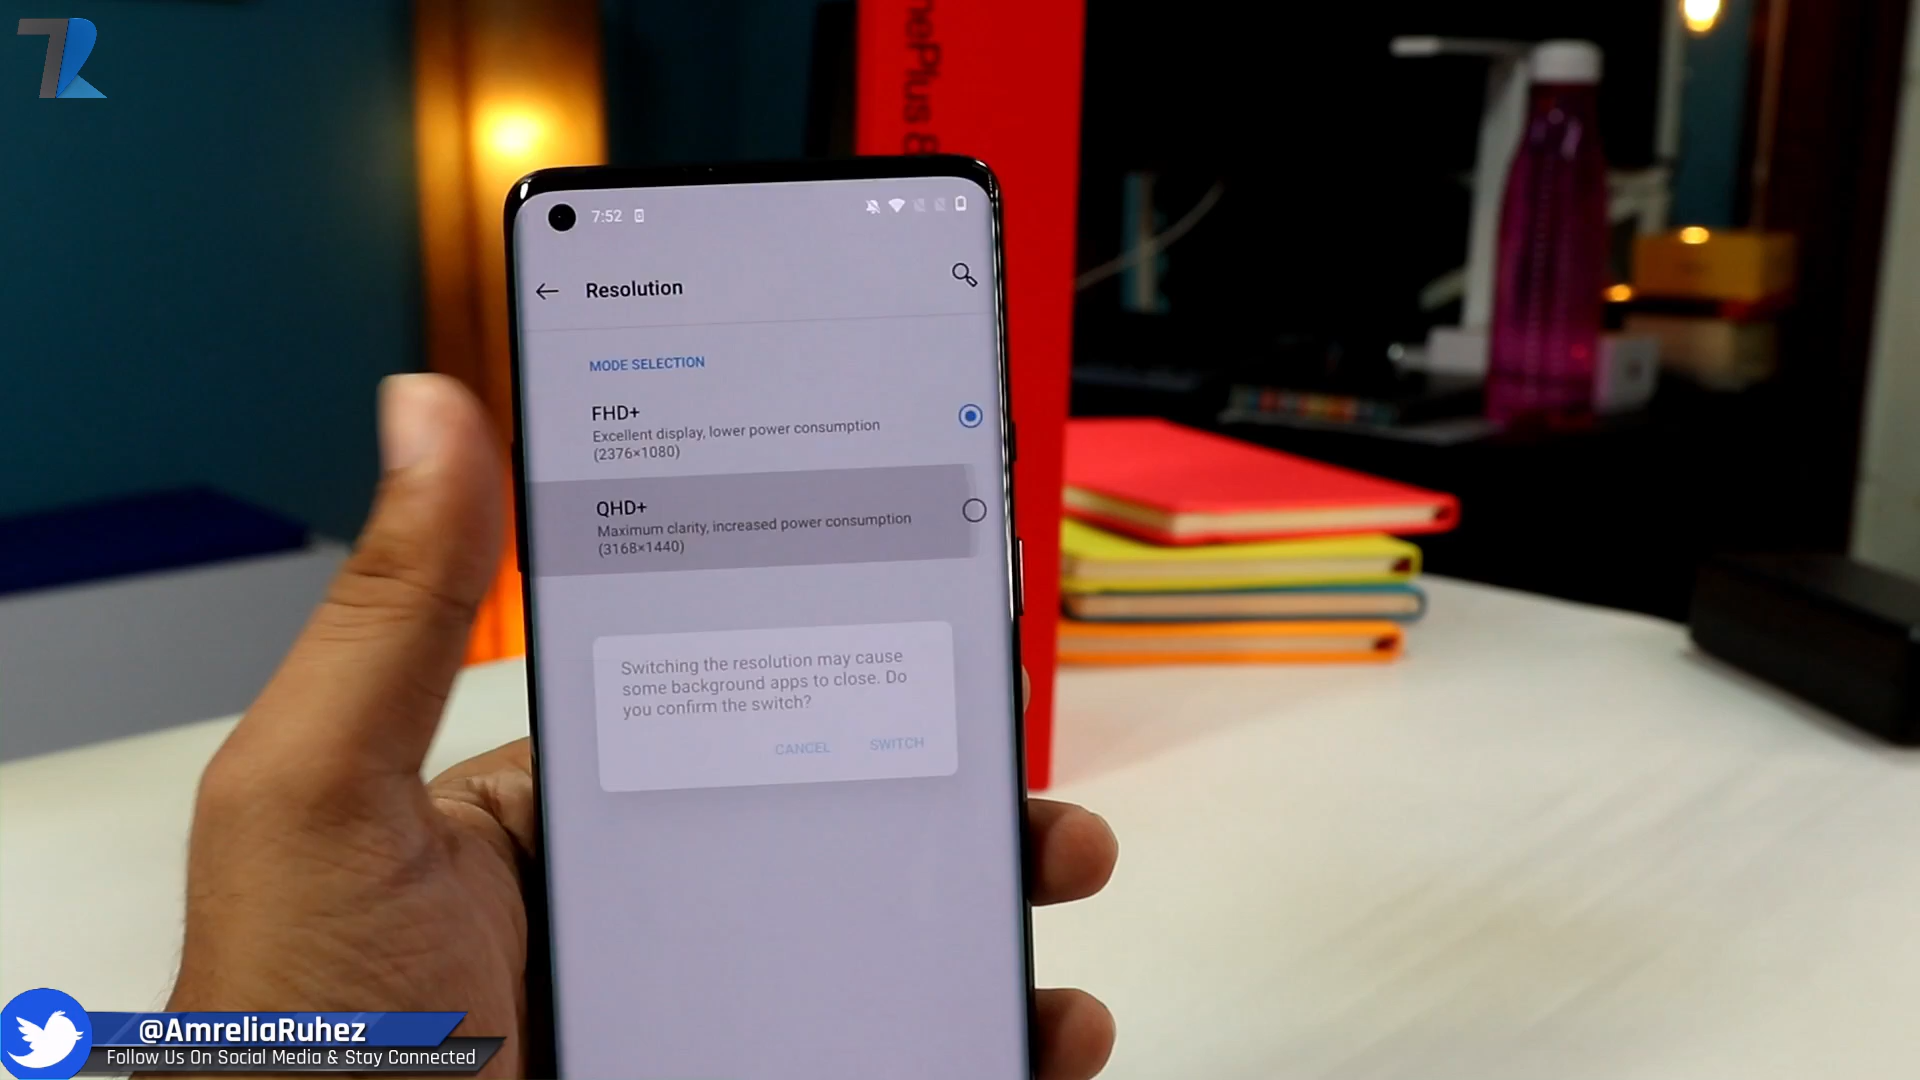 nePlus 8
7:52
Resolution
MODE SELECTION
FHD+
Excellent display, lower power consumption
(2376×1080)
QHD+
Maximum clarity, increased power consumption
(3168×1440)
Switching the resolution may cause
some background apps to close. Do
you confirm the switch?
CANCEL SWITCH
@AmreliaRuhez
Follow Us On Social Media & Stay Connected